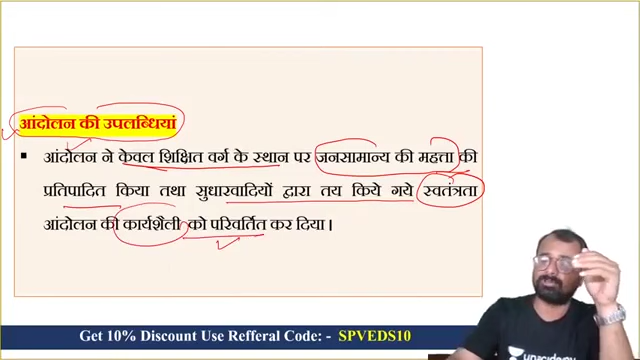 आंदोलन की उपलब्धियां
▪ आंदोलन ने केवल शिक्षित वर्ग के स्थान पर जनसामान्य की महत्ता की
प्रतिपादित किया तथा सुधारवादियों द्वारा तय किये गये स्वतंत्रता
आंदोलन की कार्यशैली को परिवर्तित कर दिया।
Get 10% Discount Use Refferal Code: - SPVEDS10
unacademy